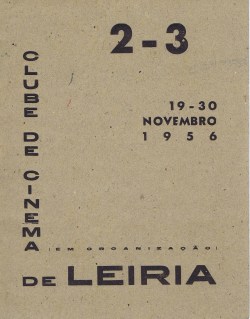 2-3
19-30
NOVEMBRO
1956
CLUBE DE CINEMA
(EM ORGANIZAÇÃO)
DE LEIRIA